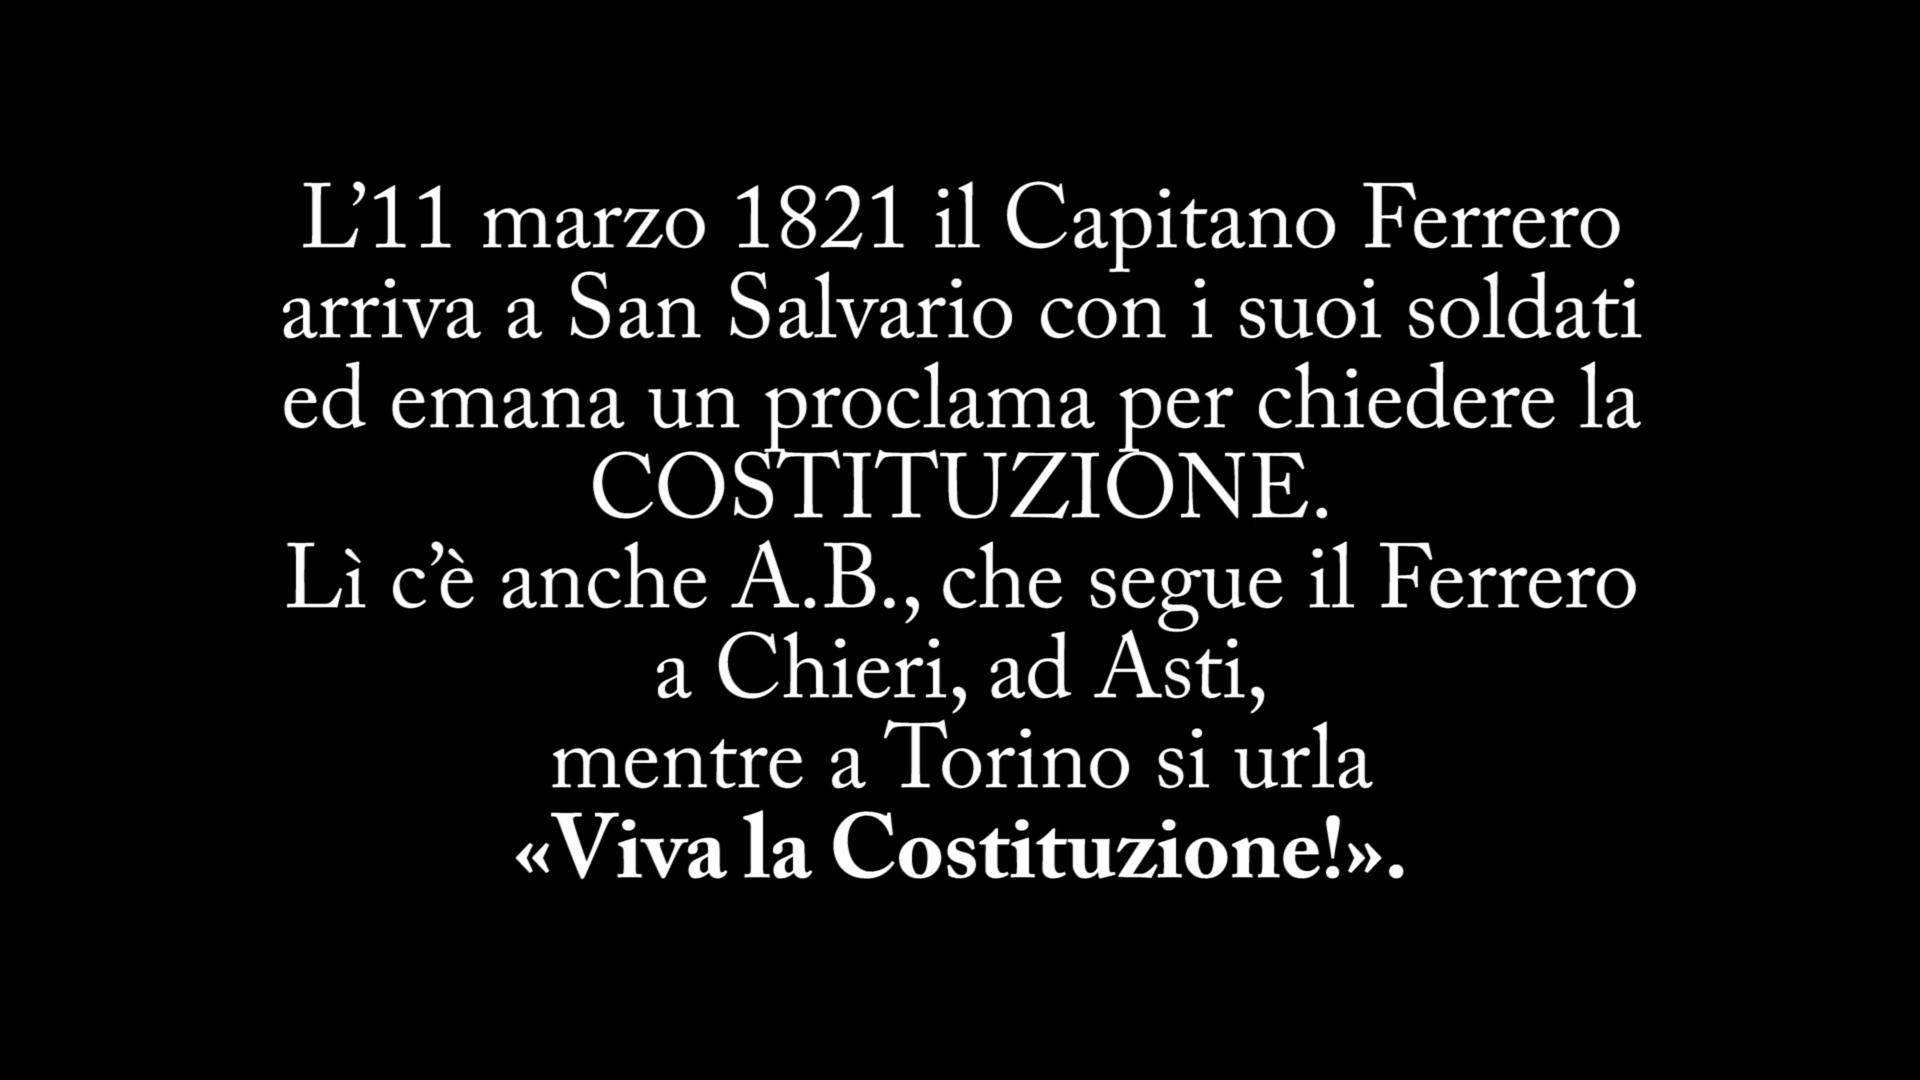 L’11 marzo 1821 il Capitano Ferrero
arriva a San Salvario con i suoi soldati
ed emana un proclama per chiedere la
COSTITUZIONE.
Lì c’è anche A.B., che segue il Ferrero
a Chieri, ad Asti,
mentre a Torino si urla
«Viva la Costituzione!».